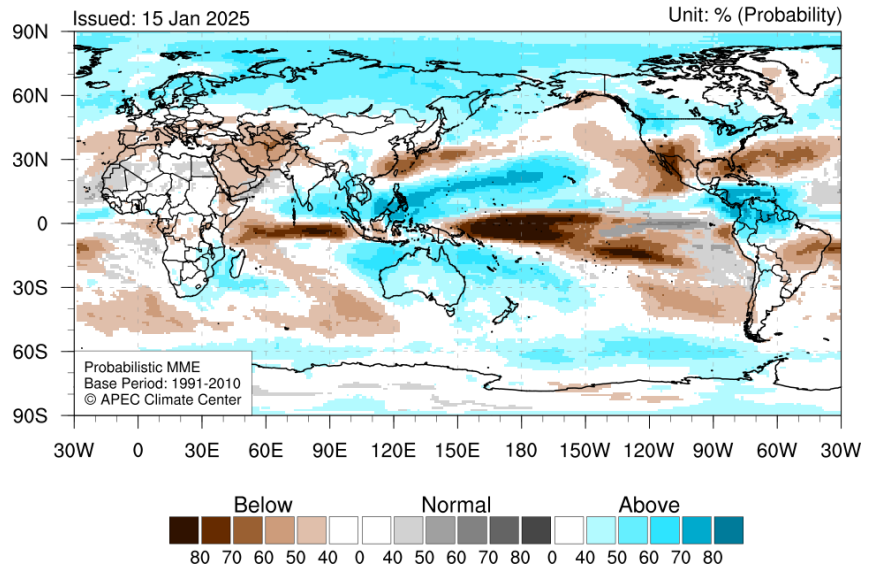 Issued: 15 Jan 2025
Unit: % (Probability)
90N
60N
30N
0
30S
60S
90S
Probabilistic MME
Base Period: 1991-2010
© APEC Climate Center
30W 0 30E 60E 90E 120E 150E 180 150W 120W 90W 60W 30W
Below Normal Above
80 70 60 50 40 0 40 50 60 70 80 0 40 50 60 70 80